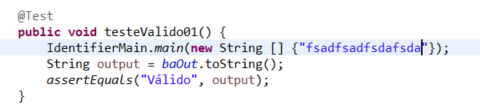 @Test
public void testeValido01() {
IdentifierMain.main(new String [] {"fsadfsadfsdafsda"});
String output = baOut.toString();
assertEquals("Válido", output);
}